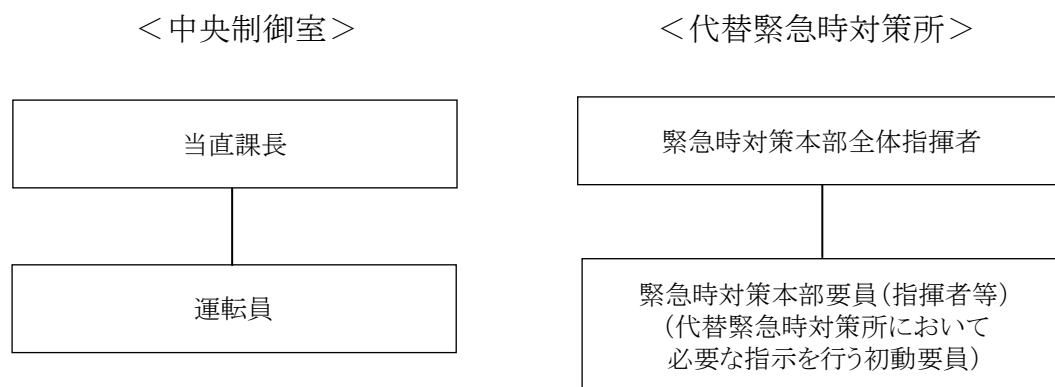 ＜中央制御室＞
当直課長
運転員
＜代替緊急時対策所＞
緊急時対策本部全体指揮者
緊急時対策本部要員（指揮者等）
（代替緊急時対策所において
必要な指示を行う初動要員）